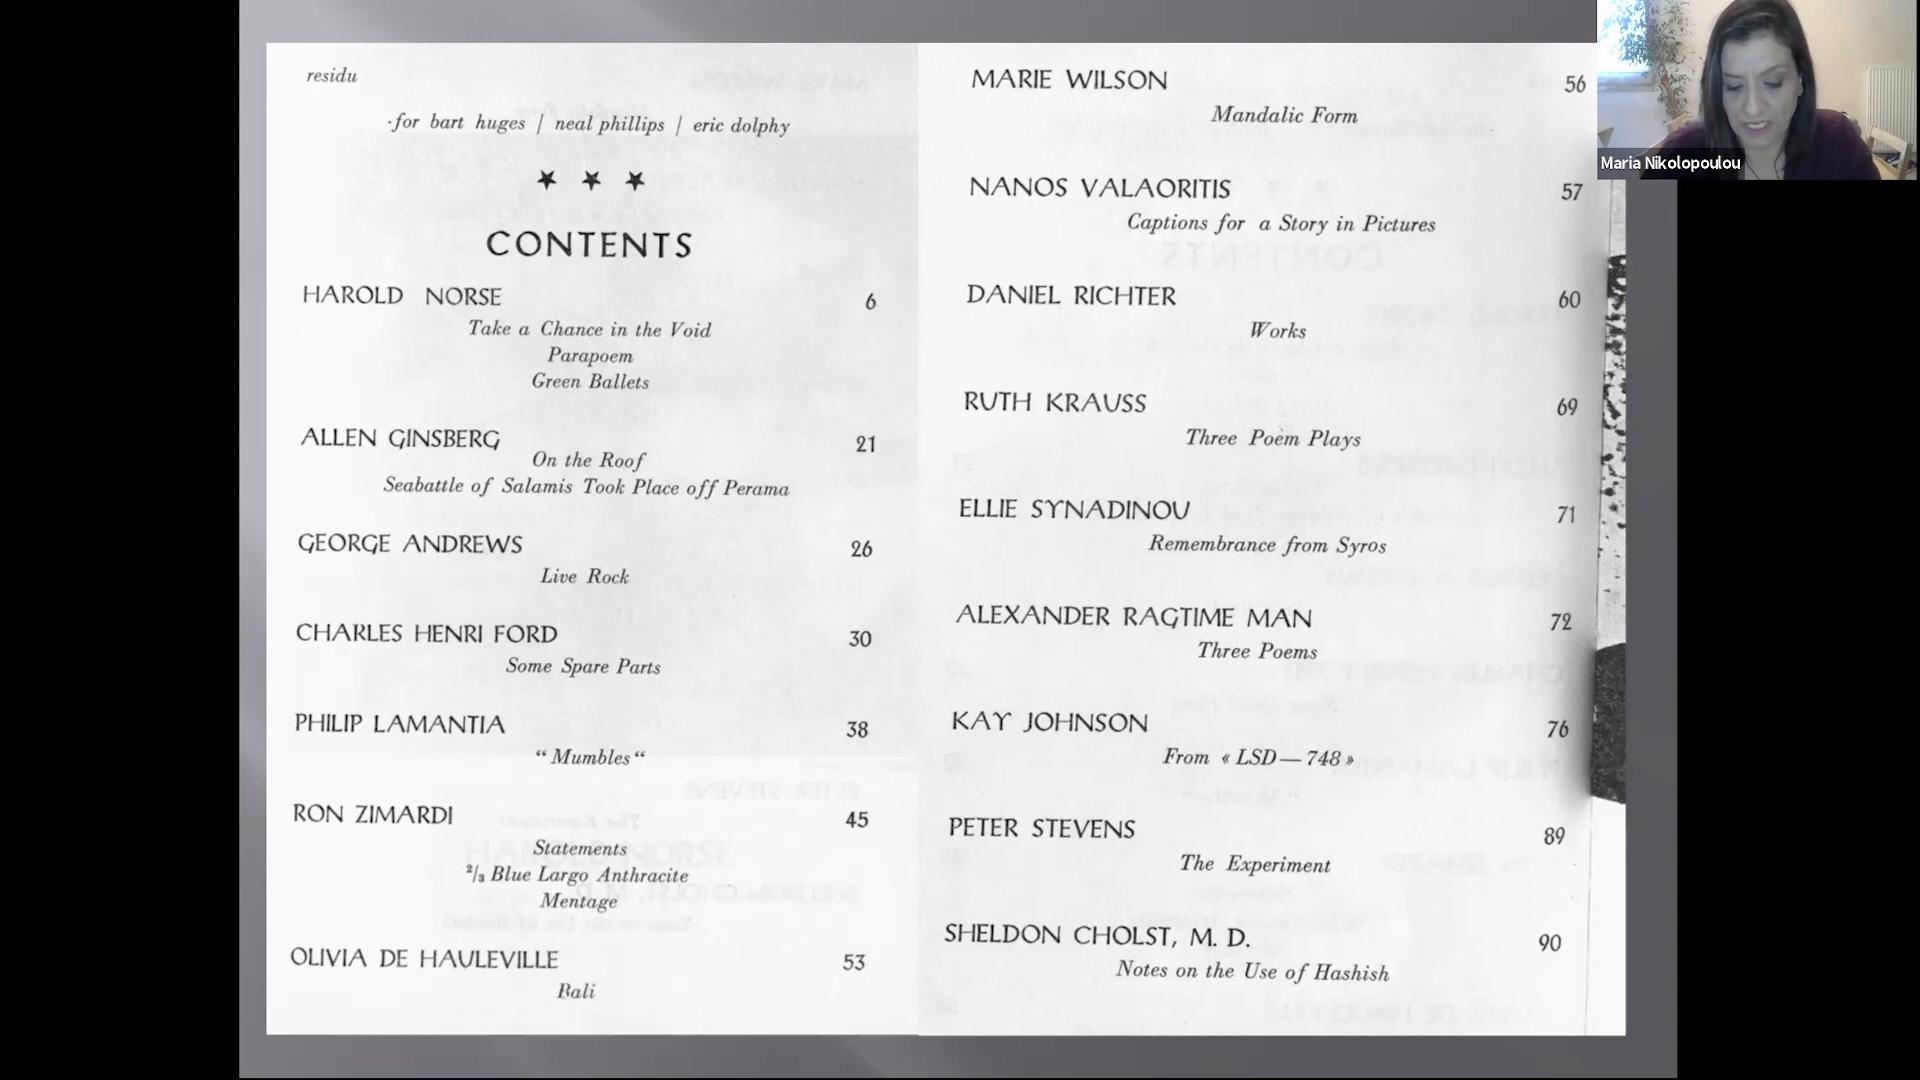 residu
·for bart huges | neal phillips | eric dolphy
★ ★ ★
CONTENTS
HAROLD NORSE 6
Take a Chance in the Void
Parapoem
Green Ballets
ALLEN GINSBERG 21
On the Roof
Seabattle of Salamis Took Place off Perama
GEORGE ANDREWS 26
Live Rock
CHARLES HENRI FORD 30
Some Spare Parts
PHILIP LAMANTIA 38
“ Mumbles “
RON ZIMARDI 45
Statements
²/₃ Blue Largo Anthracite
Mentage
OLIVIA DE HAULEVILLE 53
Bali
MARIE WILSON 56
Mandalic Form
NANOS VALAORITIS 57
Captions for a Story in Pictures
DANIEL RICHTER 60
Works
RUTH KRAUSS 69
Three Poem Plays
ELLIE SYNADINOU 71
Remembrance from Syros
ALEXANDER RAGTIME MAN 72
Three Poems
KAY JOHNSON 76
From « LSD — 748 »
PETER STEVENS 89
The Experiment
SHELDON CHOLST, M. D. 90
Notes on the Use of Hashish
Maria Nikolopoulou